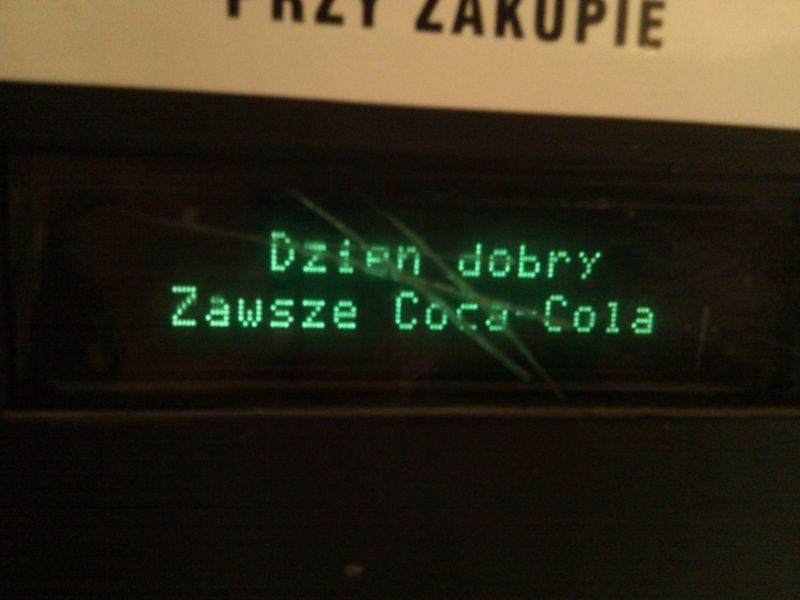 PRZY ZAKUPIE
Dzien dobry
Zawsze Coca-Cola